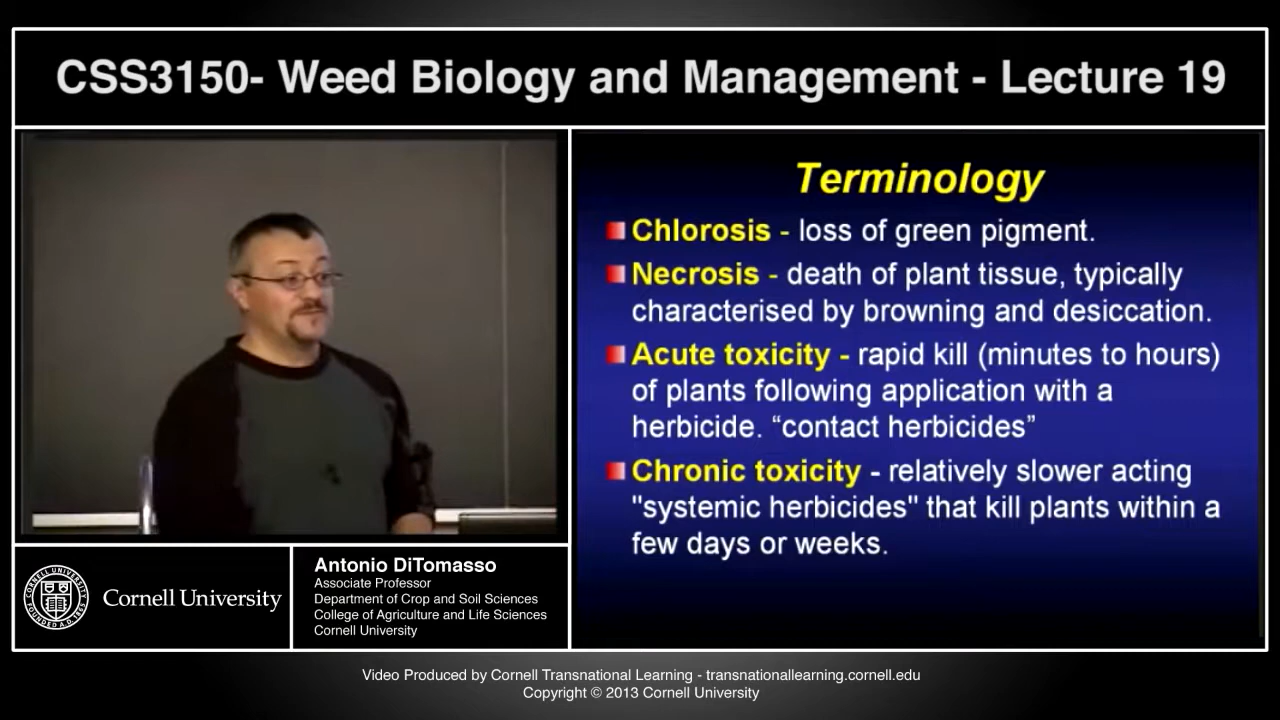 CSS3150- Weed Biology and Management - Lecture 19
Terminology
Chlorosis - loss of green pigment.
Necrosis - death of plant tissue, typically
characterised by browning and desiccation.
Acute toxicity - rapid kill (minutes to hours)
of plants following application with a
herbicide. “contact herbicides”
Chronic toxicity - relatively slower acting
"systemic herbicides" that kill plants within a
few days or weeks.
Cornell University
Antonio DiTomasso
Associate Professor
Department of Crop and Soil Sciences
College of Agriculture and Life Sciences
Cornell University
Video Produced by Cornell Transnational Learning - transnationallearning.cornell.edu
Copyright © 2013 Cornell University